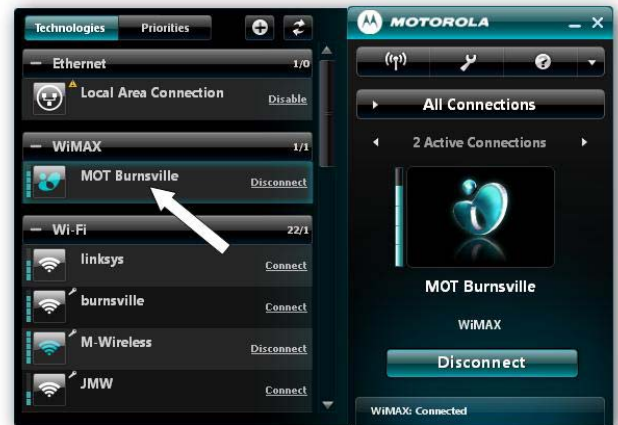 Technologies Priorities
Ethernet 1/0
Local Area Connection Disable
WiMAX 1/1
MOT Burnsville Disconnect
Wi-Fi 22/1
linksys Connect
burnsville Connect
M-Wireless Disconnect
JMW Connect
MOTOROLA
All Connections
2 Active Connections
MOT Burnsville
WiMAX
Disconnect
WiMAX: Connected